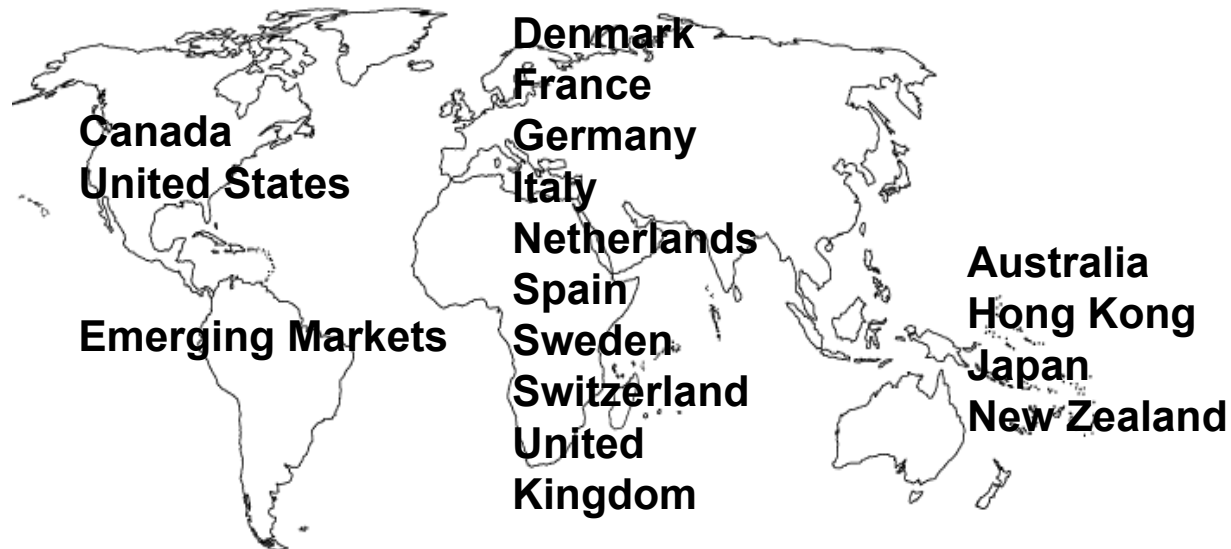 Canada
United States
Emerging Markets
Denmark
France
Germany
Italy
Netherlands
Spain
Sweden
Switzerland
United
Kingdom
Australia
Hong Kong
Japan
New Zealand